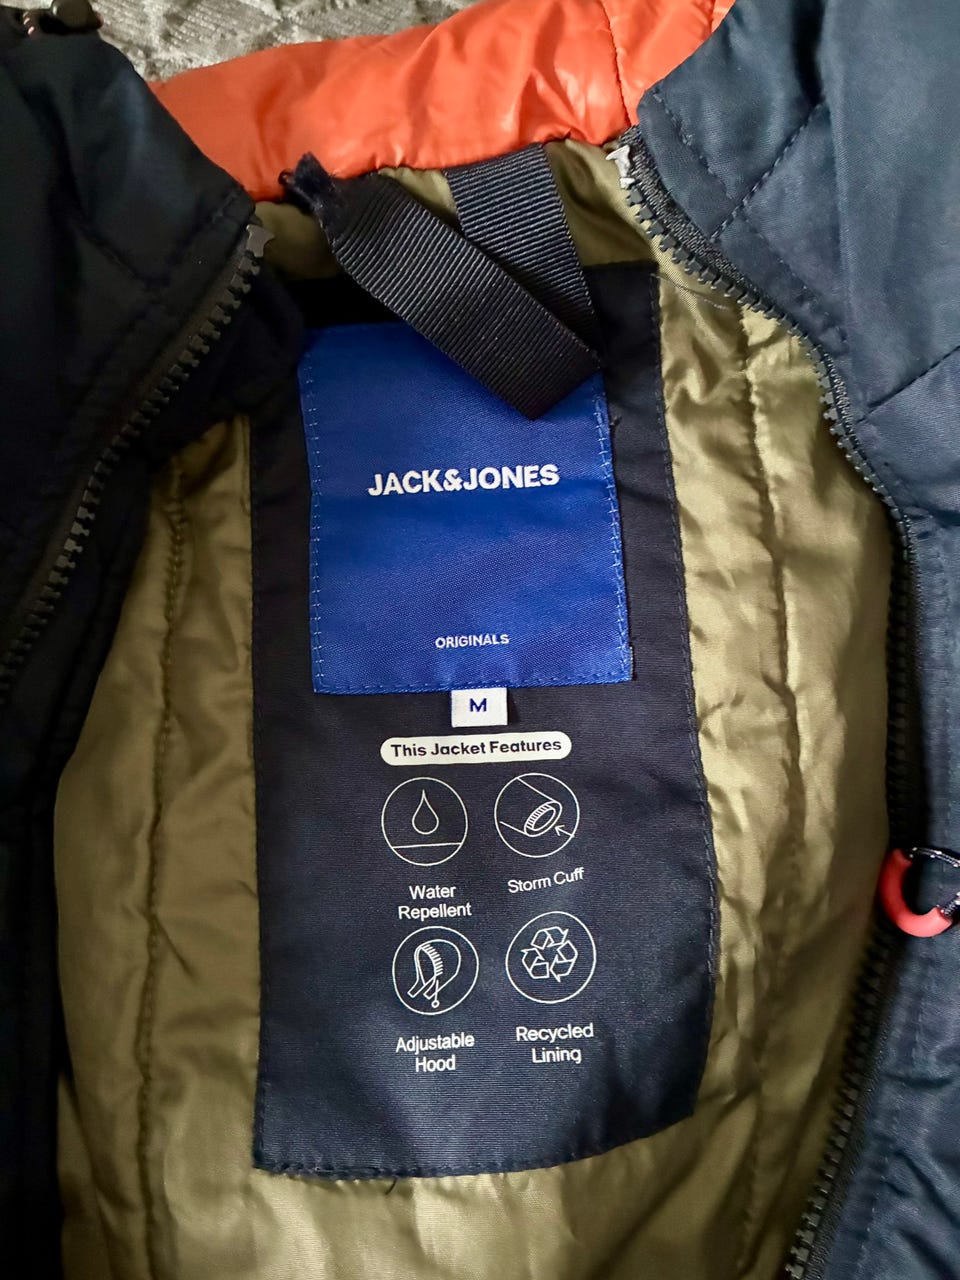 JACK&JONES
ORIGINALS
M
This Jacket Features
Water
Repellent
Storm Cuff
Adjustable
Hood
Recycled
Lining